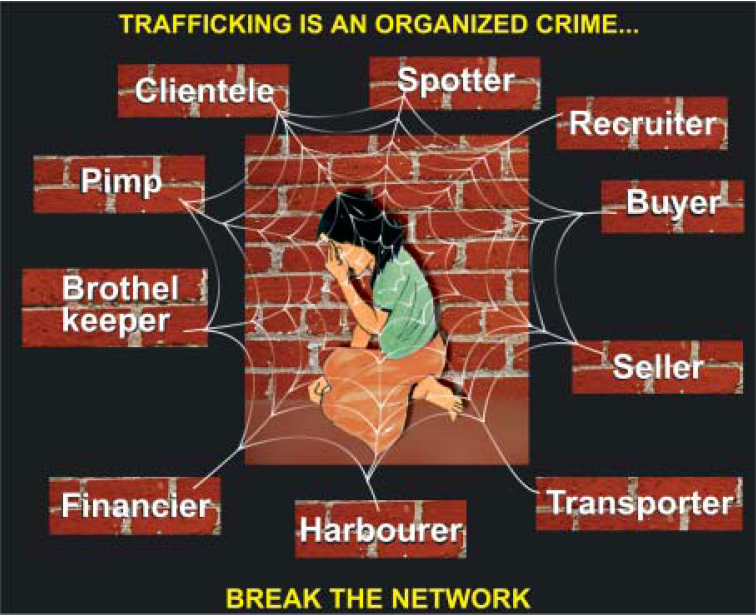 TRAFFICKING IS AN ORGANIZED CRIME...
Clientele
Spotter
Recruiter
Pimp
Buyer
Brothel
keeper
Seller
Financier
Harbourer
Transporter
BREAK THE NETWORK